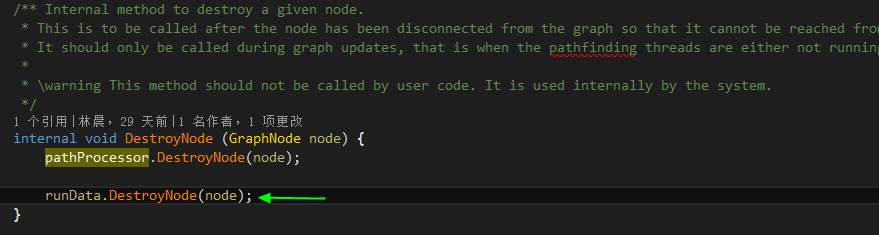 /** Internal method to destroy a given node.
* This is to be called after the node has been disconnected from the graph so that it cannot be reached from
* It should only be called during graph updates, that is when the pathfinding threads are either not running
*
* \warning This method should not be called by user code. It is used internally by the system.
*/
1 个引用|林晨，29 天前|1 名作者，1 项更改
internal void DestroyNode (GraphNode node) {
pathProcessor.DestroyNode(node);
runData.DestroyNode(node);
}